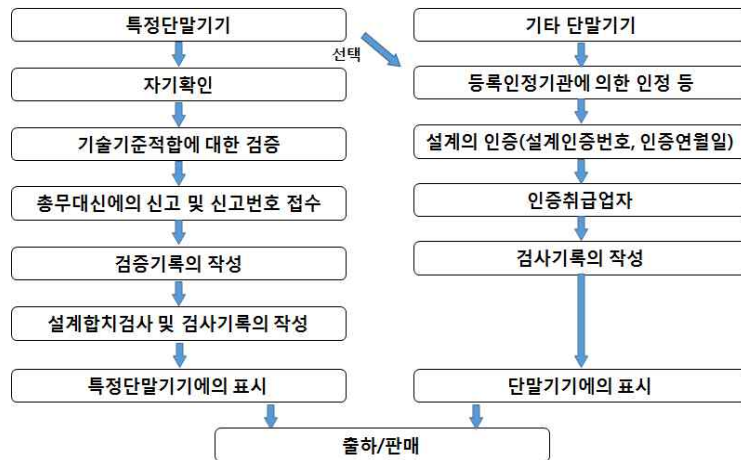 특정단말기기
자기확인
기술기준적합에 대한 검증
총무대신에의 신고 및 신고번호 접수
검증기록의 작성
설계합치검사 및 검사기록의 작성
특정단말기기에의 표시
선택
기타 단말기기
등록인정기관에 의한 인정 등
설계의 인증(설계인증번호, 인증연월일)
인증취급업자
검사기록의 작성
단말기기에의 표시
출하/판매